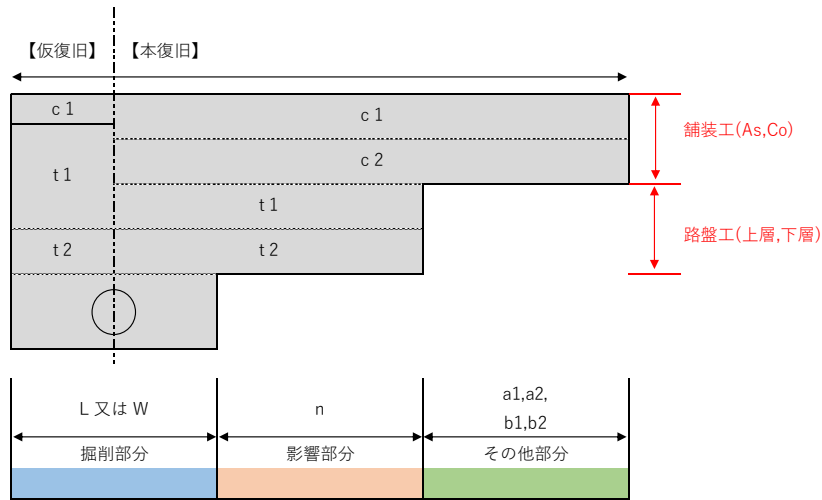 【仮復旧】
【本復旧】
c 1
c 1
c 2
t 1
t 1
t 2
t 2
舗装工(As,Co)
路盤工(上層,下層)
L 又は W
n
a1,a2,
b1,b2
掘削部分
影響部分
その他部分